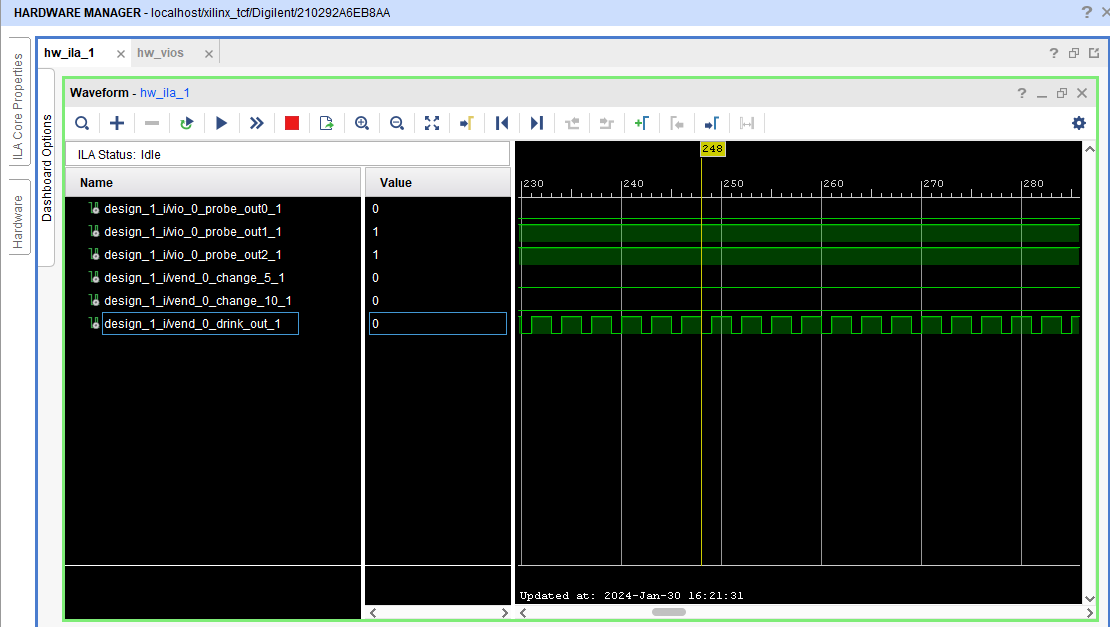 HARDWARE MANAGER - localhost/xilinx_tcf/Digilent/210292A6EB8AA
ILA Core Properties
Hardware
Dashboard Options
hw_ila_1
hw_vios
Waveform - hw_ila_1
ILA Status: Idle
Name Value
248
230 240 250 260 270 280
design_1_i/vio_0_probe_out0_1 0
design_1_i/vio_0_probe_out1_1 1
design_1_i/vio_0_probe_out2_1 1
design_1_i/vend_0_change_5_1 0
design_1_i/vend_0_change_10_1 0
design_1_i/vend_0_drink_out_1 0
Updated at: 2024-Jan-30 16:21:31